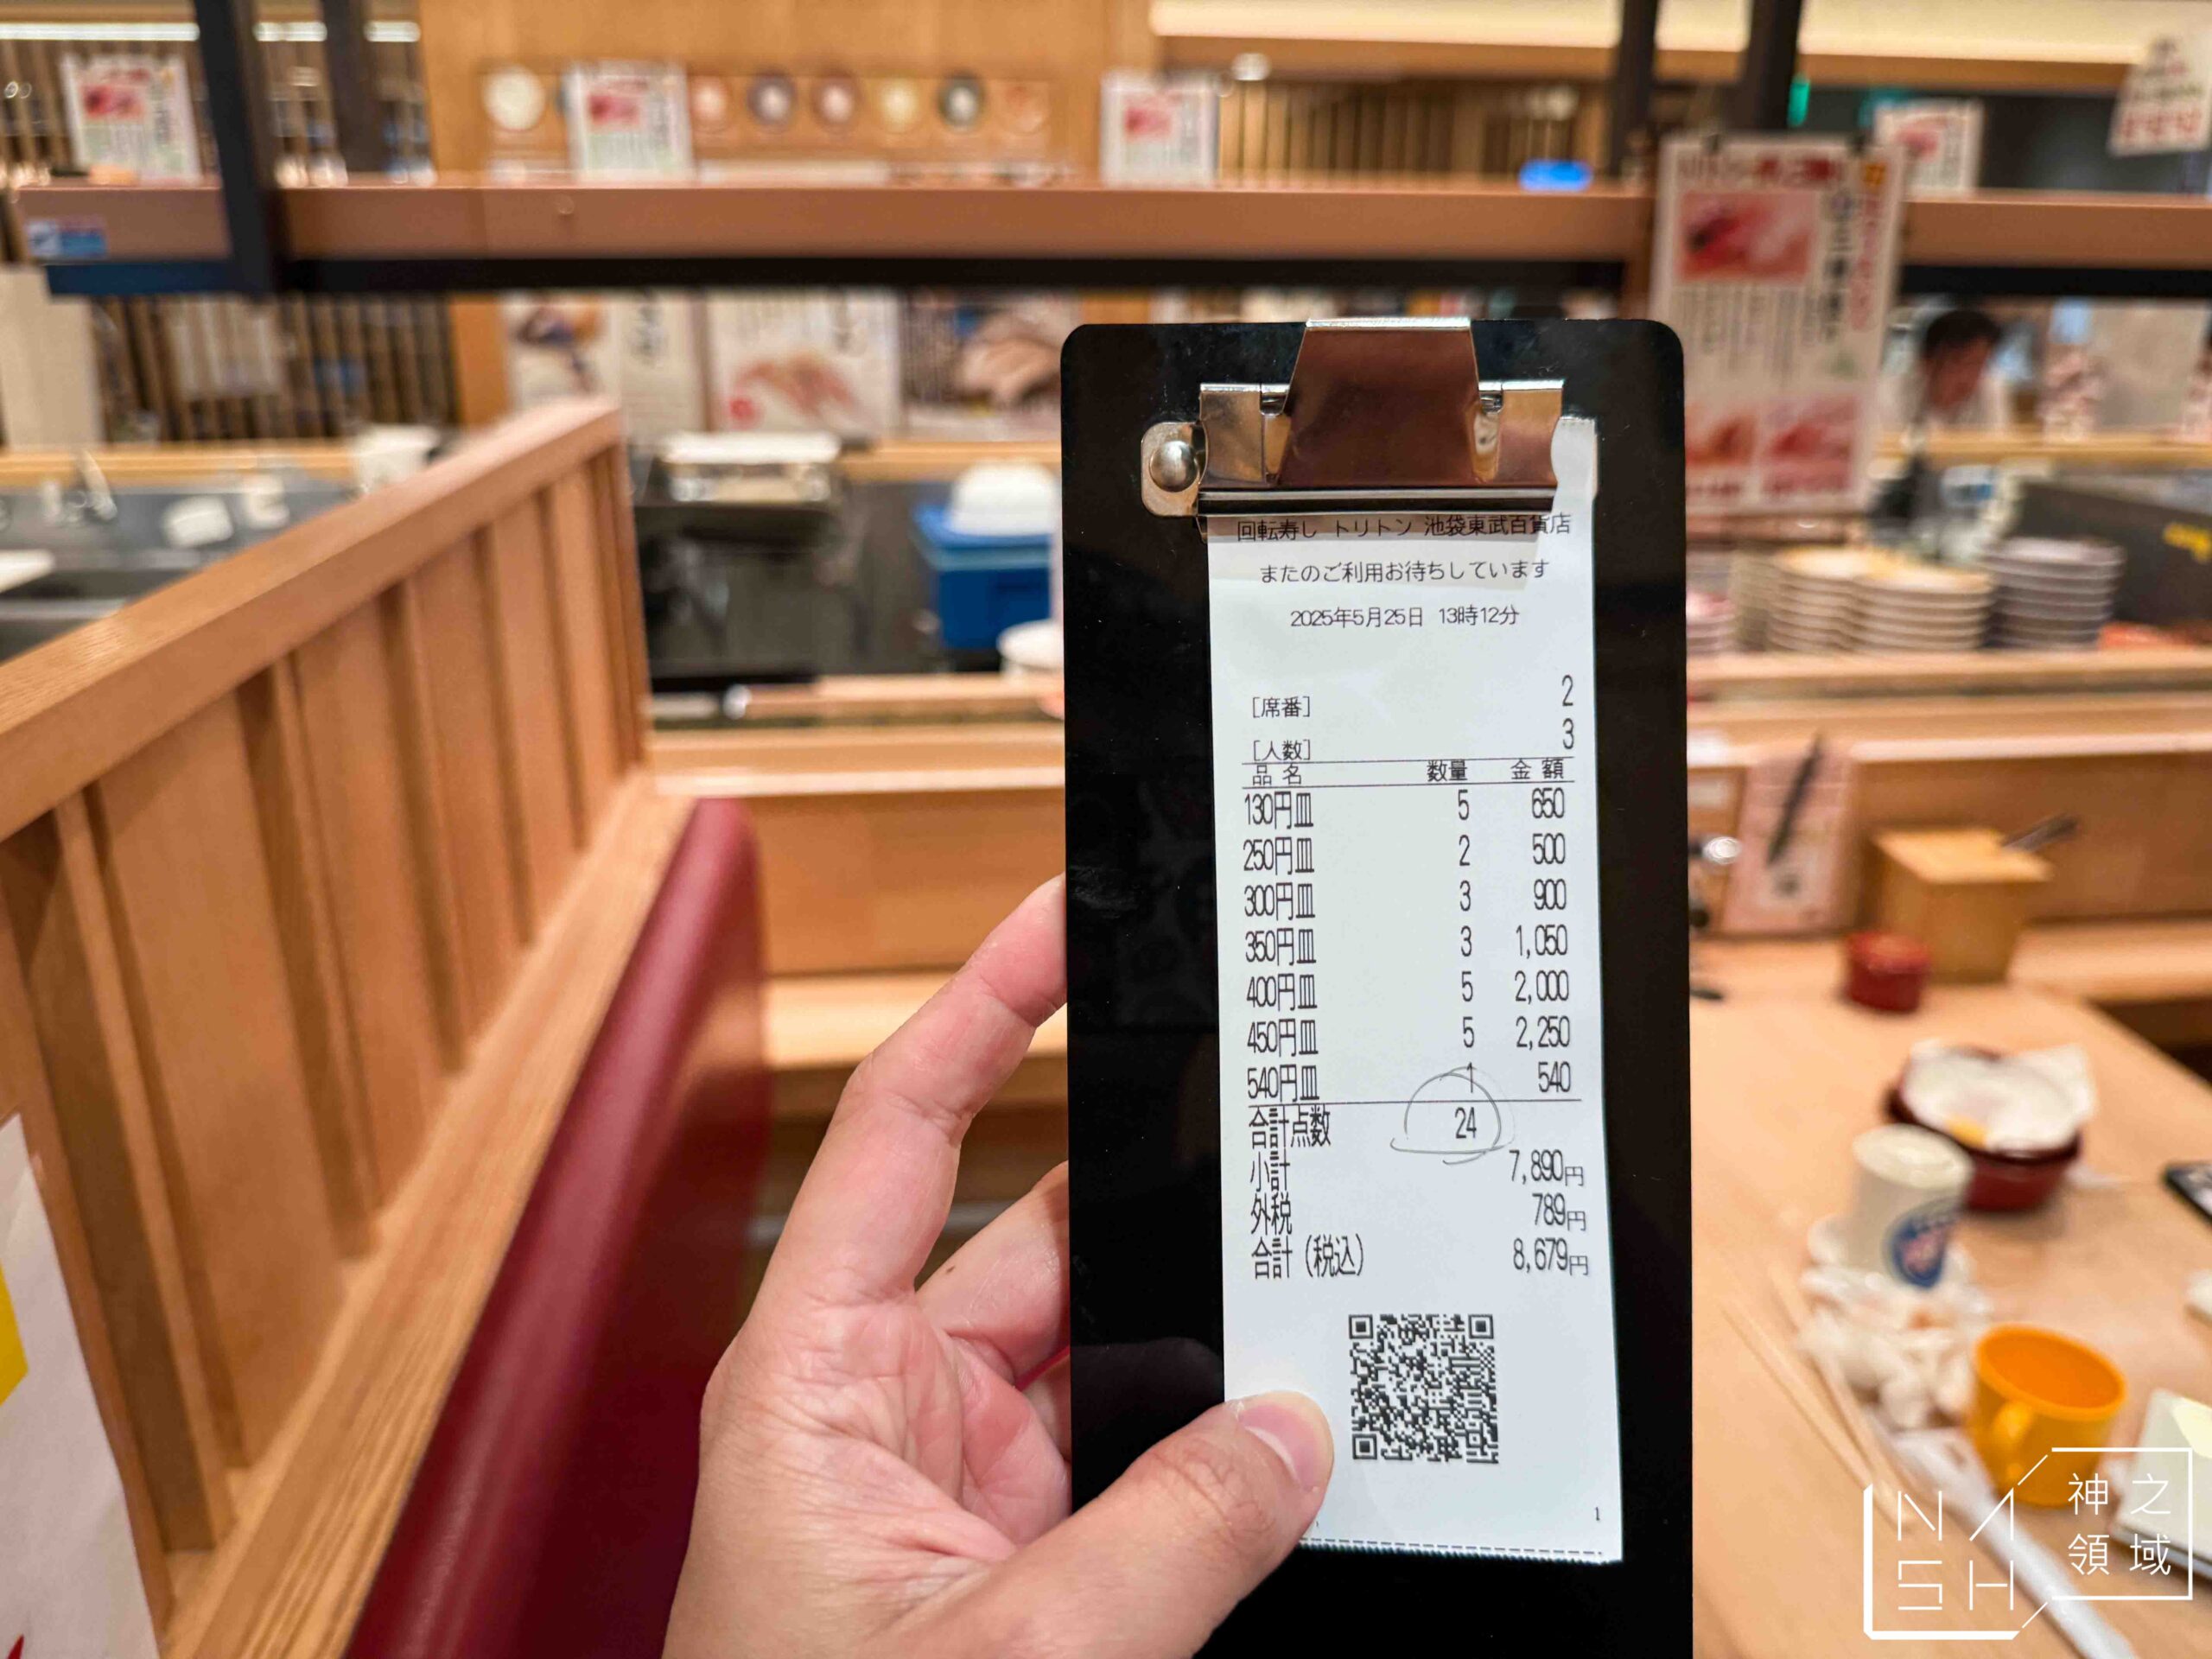 回転寿し トリトン 池袋東武百貨店
またのご利用お待ちしています
2025年5月25日 13時12分
[席番] 2
[人数] 3
品 名 数量 金 額
130円皿 5 650
250円皿 2 500
300円皿 3 900
350円皿 3 1,050
400円皿 5 2,000
450円皿 5 2,250
540円皿 1 540
合計点数 24
小計 7,890円
外税 789円
合計(税込) 8,679円
1
NASH
神之
領域